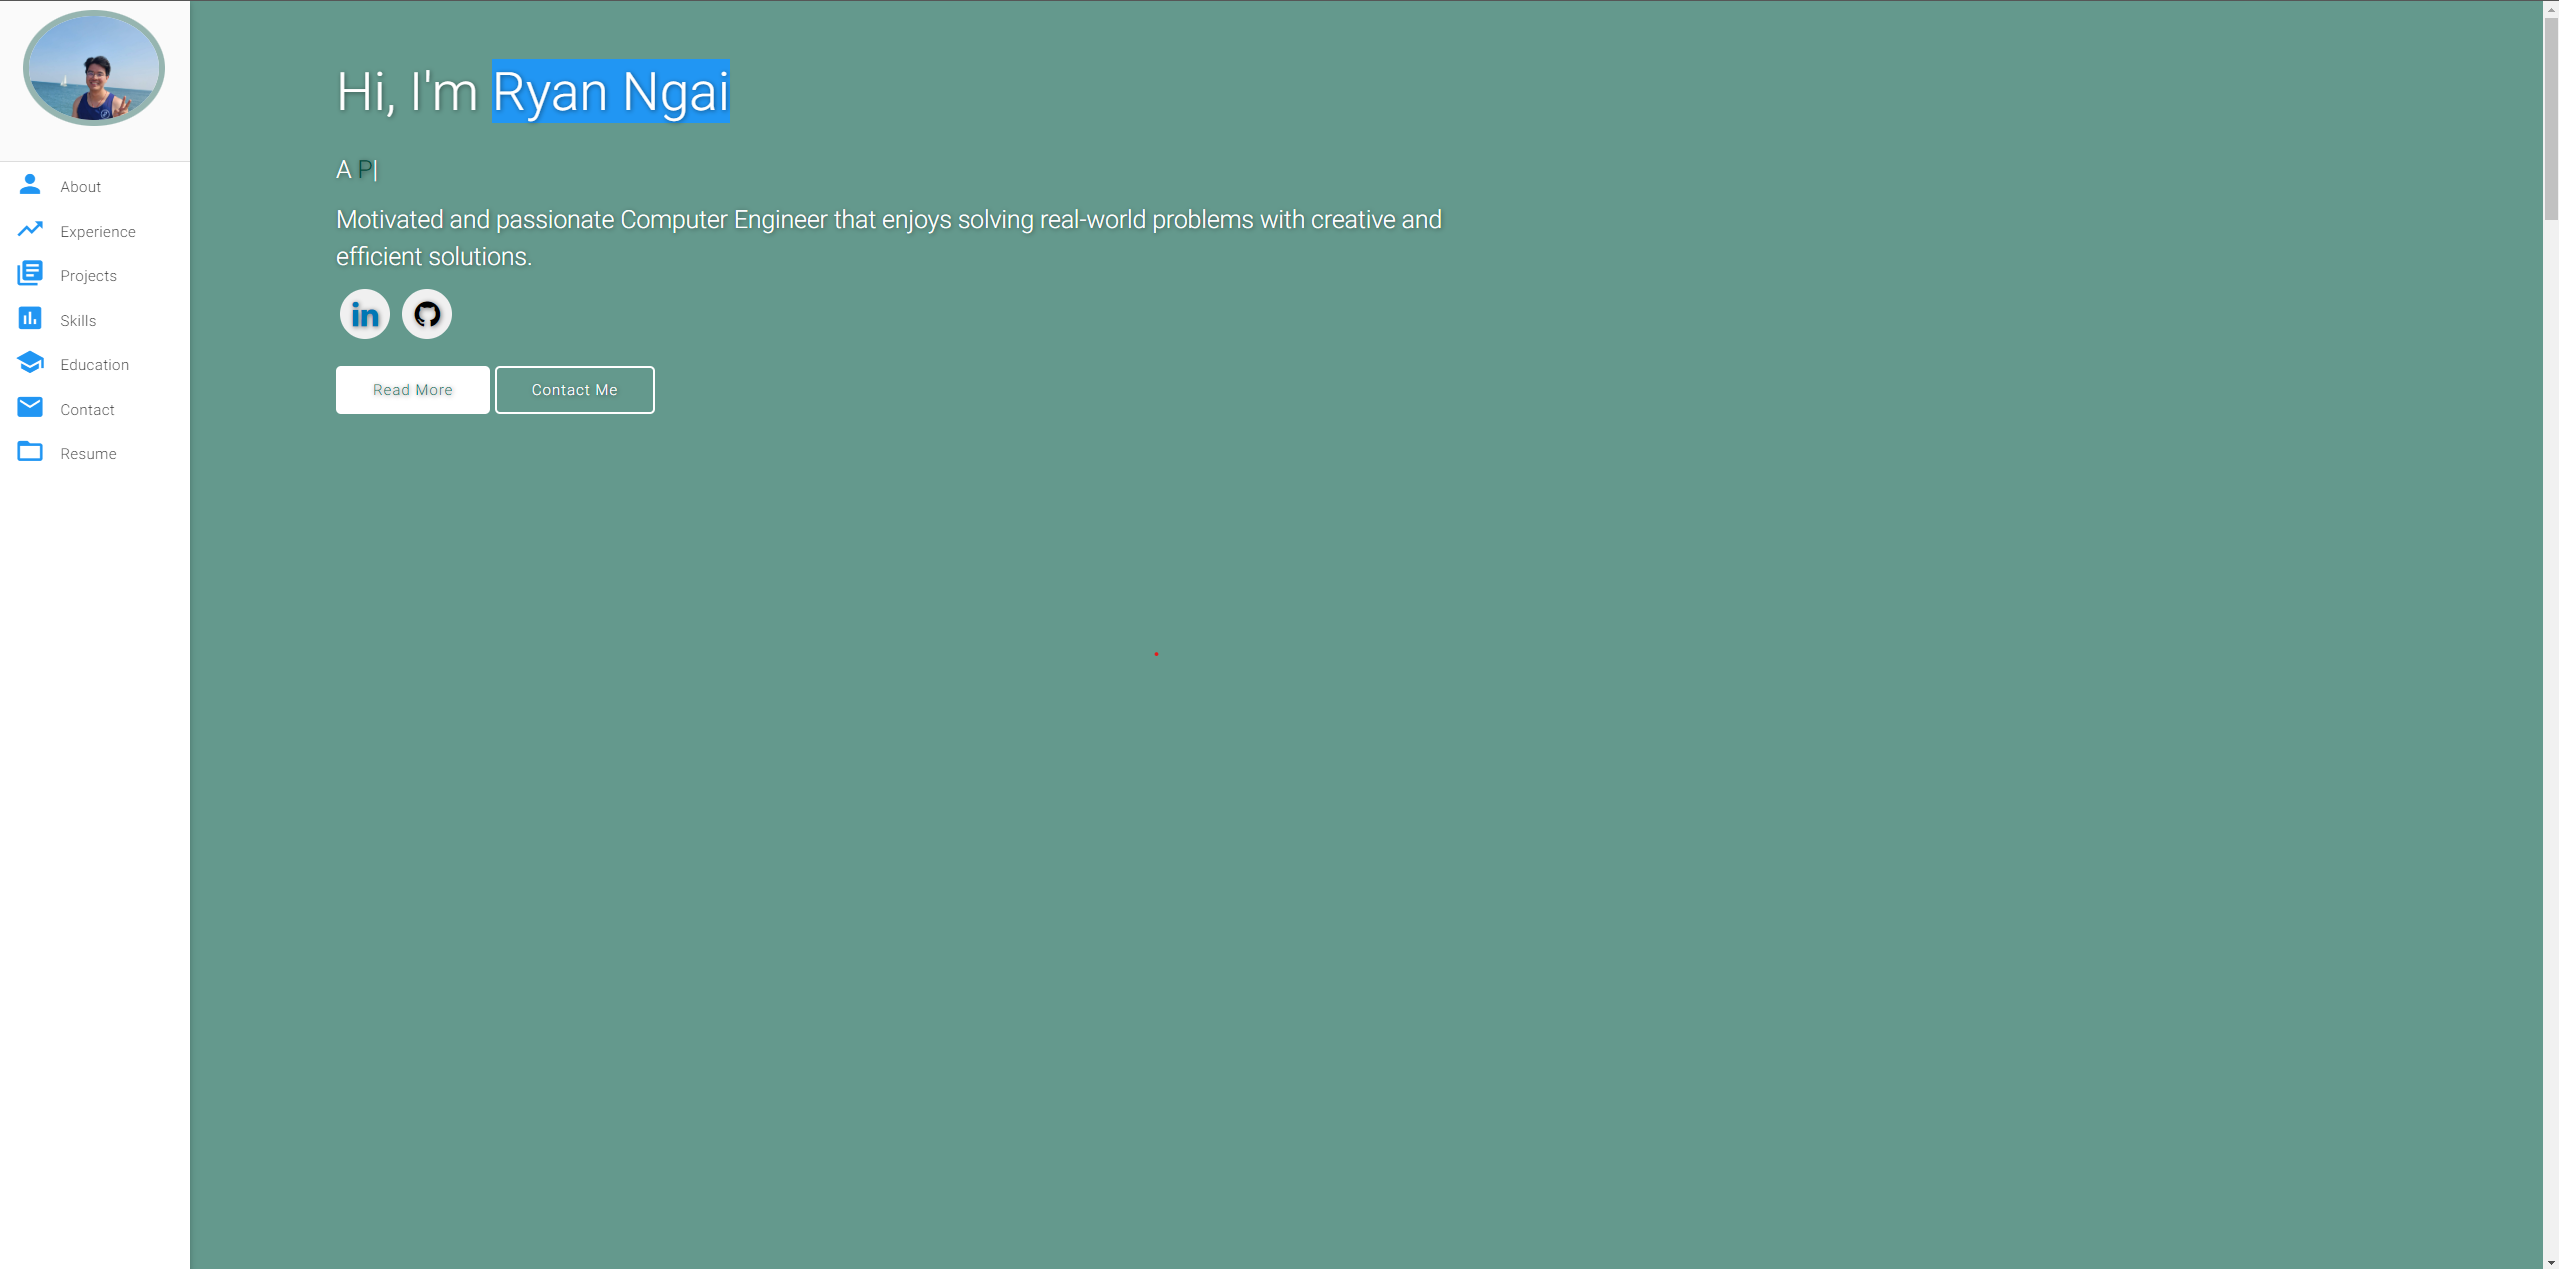 Hi, I'm Ryan Ngai
A P|
Motivated and passionate Computer Engineer that enjoys solving real-world problems with creative and
efficient solutions.
in
Read More
Contact Me
About
Experience
Projects
Skills
Education
Contact
Resume